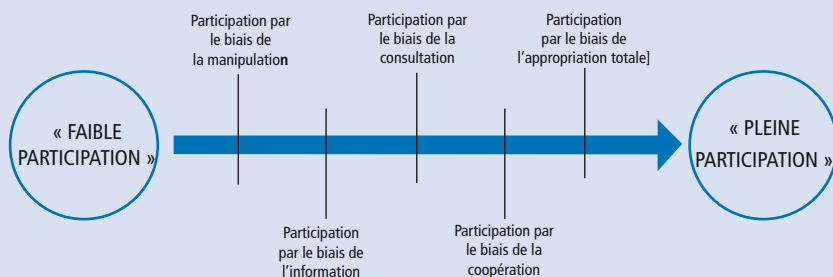 Participation par
le biais de
la manipulation
Participation par
le biais de la
consultation
Participation
par le biais de
l'appropriation totale]
« FAIBLE
PARTICIPATION »
« PLEINE
PARTICIPATION »
Participation
par le biais de
l'information
Participation par
le biais de la
coopération